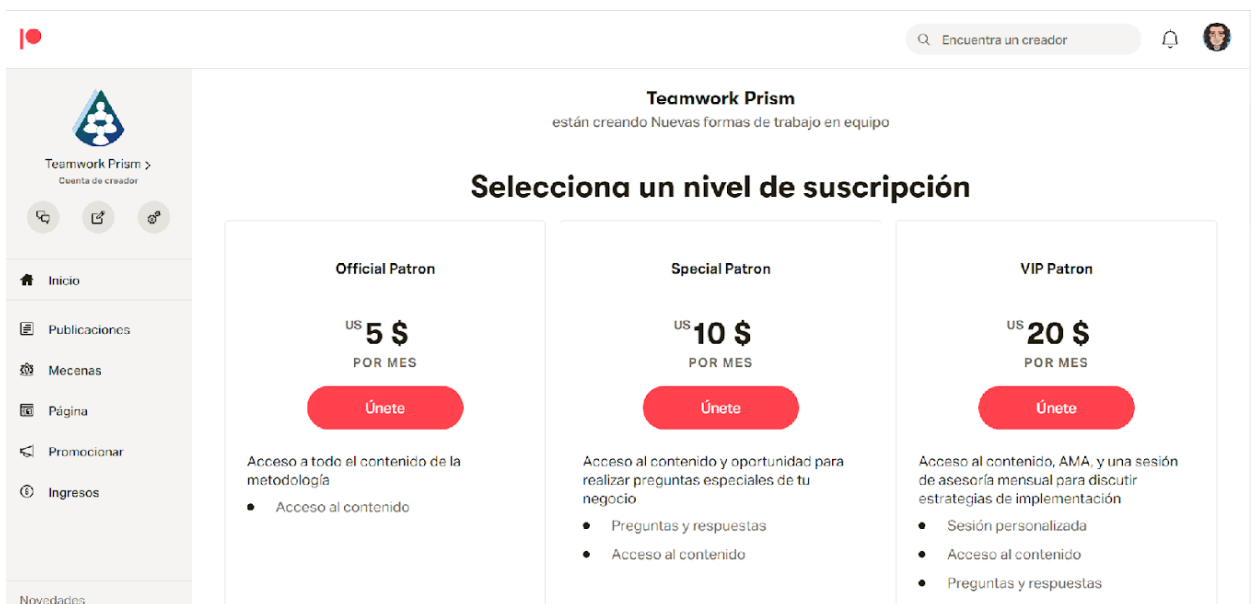 Encuentra un creador
Teamwork Prism >
Cuenta de creador
Inicio
Publicaciones
Mecenas
Página
Promocionar
Ingresos
Novedades
Teamwork Prism
están creando Nuevas formas de trabajo en equipo
Selecciona un nivel de suscripción
Official Patron
US 5 $
POR MES
Únete
Acceso a todo el contenido de la
metodología
• Acceso al contenido
Special Patron
US 10 $
POR MES
Únete
Acceso al contenido y oportunidad para
realizar preguntas especiales de tu
negocio
• Preguntas y respuestas
• Acceso al contenido
VIP Patron
US 20 $
POR MES
Únete
Acceso al contenido, AMA, y una sesión
de asesoría mensual para discutir
estrategias de implementación
• Sesión personalizada
• Acceso al contenido
• Preguntas y respuestas